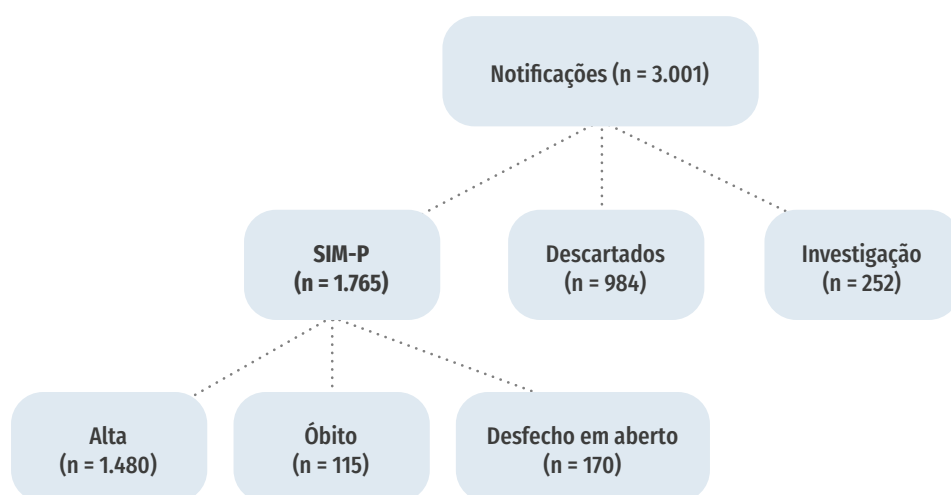 Notificações (n = 3.001)
SIM-P
(n = 1.765)
Descartados
(n = 984)
Investigação
(n = 252)
Alta
(n = 1.480)
Óbito
(n = 115)
Desfecho em aberto
(n = 170)